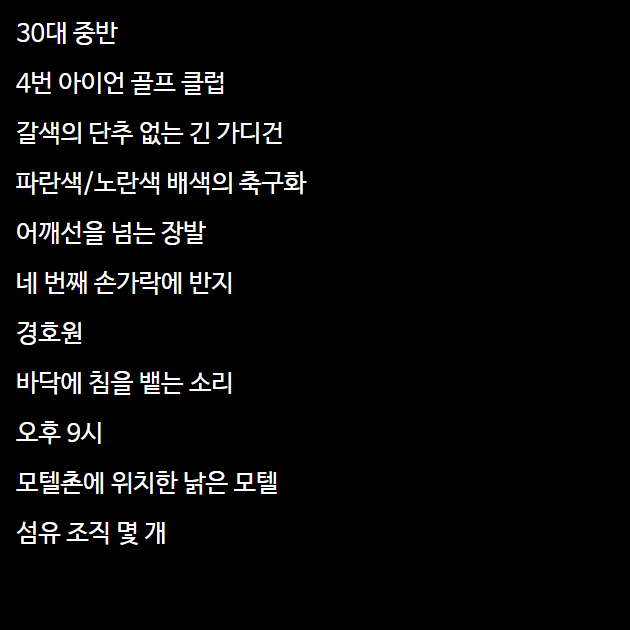 30대 중반
4번 아이언 골프 클럽
갈색의 단추 없는 긴 가디건
파란색/노란색 배색의 축구화
어깨선을 넘는 장발
네 번째 손가락에 반지
경호원
바닥에 침을 뱉는 소리
오후 9시
모텔촌에 위치한 낡은 모텔
섬유 조직 몇 개